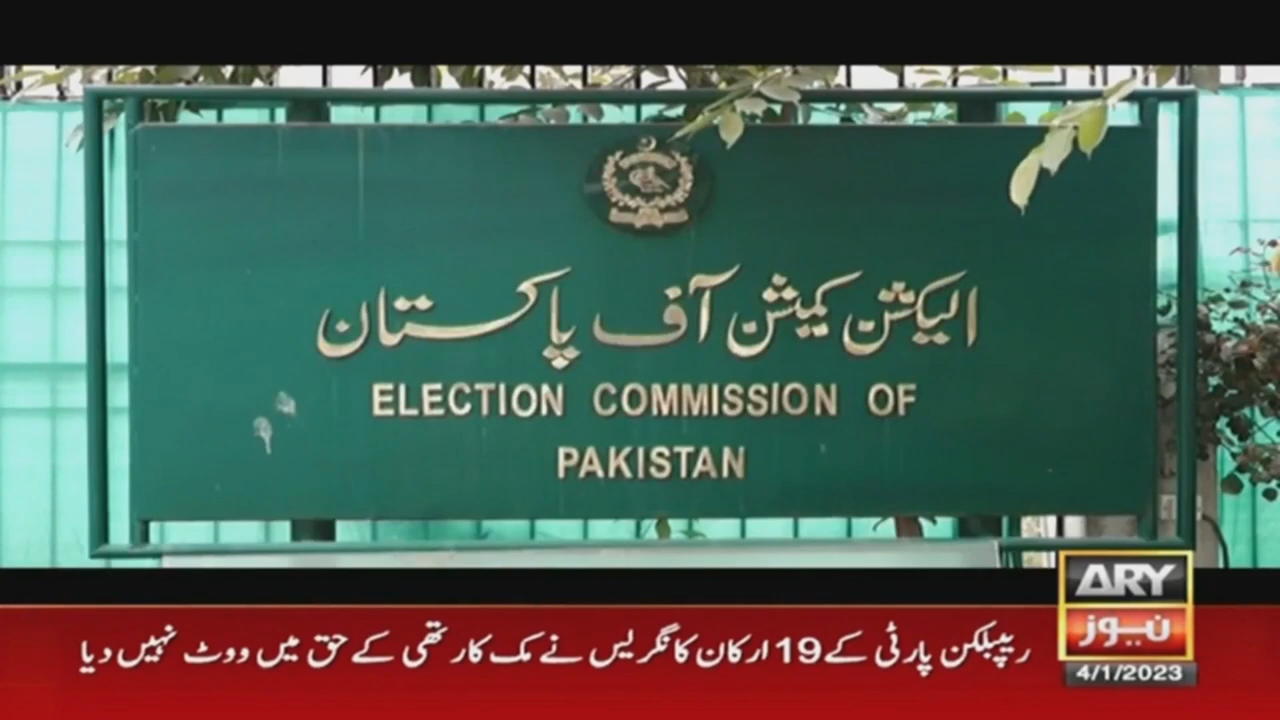 الیکشن کمیشن آف پاکستان
ELECTION COMMISSION OF
PAKISTAN
ARY
نیوز
4/1/2023
ریپبلکن پارٹی کے 19 ارکان کانگریس نے مک کارتھی کے حق میں ووٹ نہیں دیا